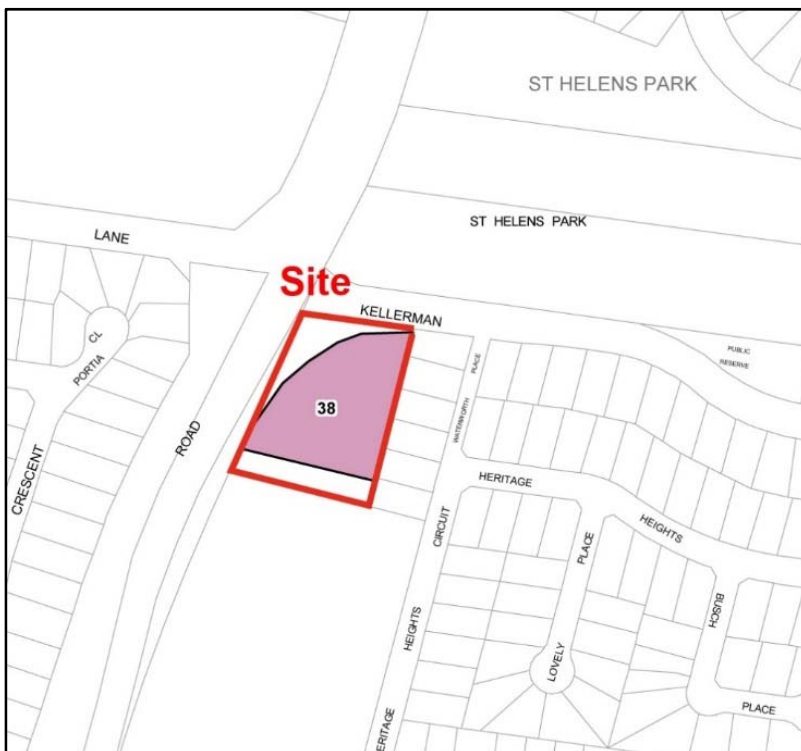 ST HELENS PARK
ST HELENS PARK
LANE
Site
KELLERMAN
CL
PORTIA
PLACE
PUBLIC
RESERVE
WATERWORTH
38
ROAD
CRESCENT
HERITAGE
HEIGHTS
CIRCUIT
PLACE
BUSCH
HEIGHTS
LOVELY
PLACE
HERITAGE